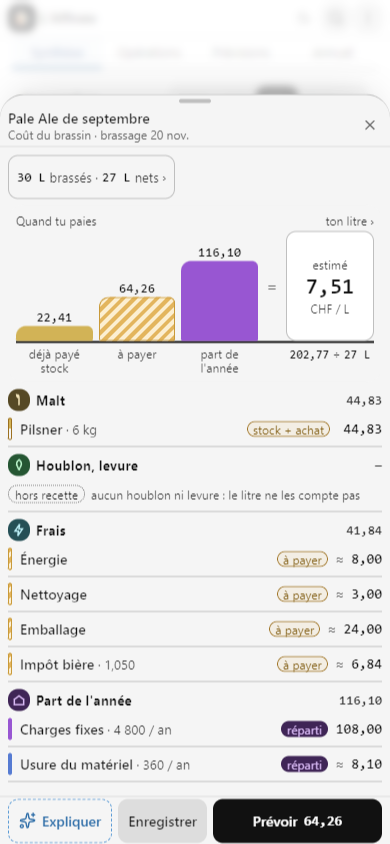 Pale Ale de septembre
Coût du brassin · brassage 20 nov.
30 L brassés · 27 L nets ›
Quand tu paies
ton litre ›
116,10
64,26
22,41
=
estimé
7,51
CHF / L
déjà payé
stock
à payer
part de
l'année
202,77 ÷ 27 L
Malt 44,83
Pilsner · 6 kg stock + achat 44,83
Houblon, levure –
hors recette aucun houblon ni levure : le litre ne les compte pas
Frais 41,84
Énergie à payer ≈ 8,00
Nettoyage à payer ≈ 3,00
Emballage à payer ≈ 24,00
Impôt bière · 1,050 à payer ≈ 6,84
Part de l'année 116,10
Charges fixes · 4 800 / an réparti 108,00
Usure du matériel · 360 / an réparti ≈ 8,10
Expliquer
Enregistrer
Prévoir 64,26